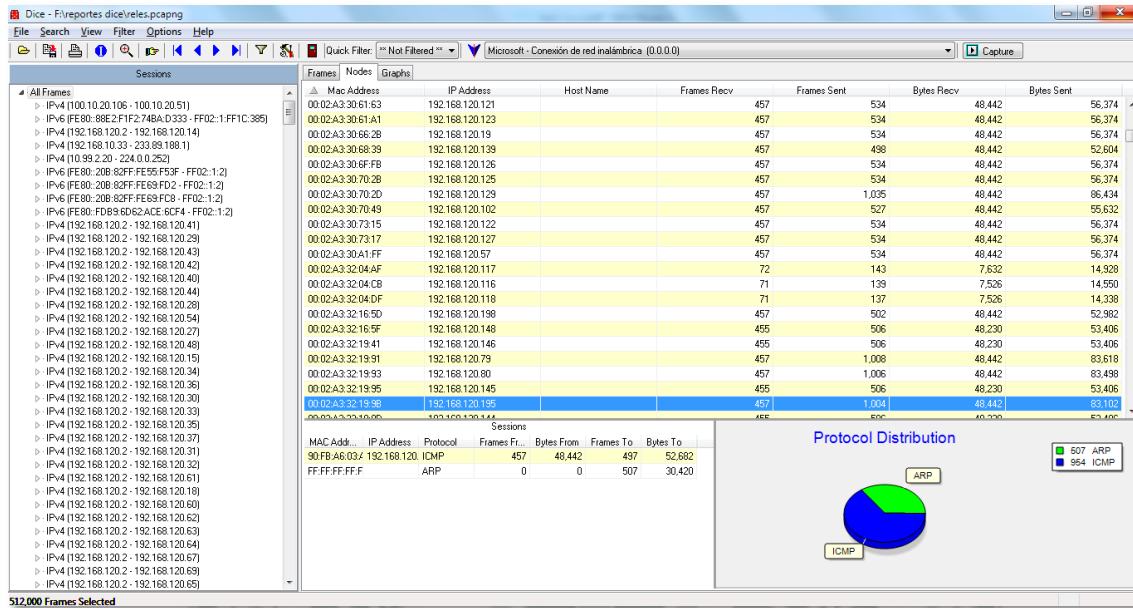 Dice - F:\reportes dice\reles.pcapng
File Search View Filter Options Help
Quick Filter: ** Not Filtered ** Microsoft - Conexión de red inalámbrica (0.0.0.0) Capture
Sessions
All Frames
IPv4 (100.10.20.106 - 100.10.20.51)
IPv6 (FE80::88E2:F1F2:74BA:D333 - FF02::1:FF1C:385)
IPv4 (192.168.120.2 - 192.168.120.14)
IPv4 (192.168.10.33 - 233.89.188.1)
IPv4 (10.99.2.20 - 224.0.0.252)
IPv6 (FE80::20B:82FF:FE55:F53F - FF02::1:2)
IPv6 (FE80::20B:82FF:FE69:FD2 - FF02::1:2)
IPv6 (FE80::20B:82FF:FE69:FC8 - FF02::1:2)
IPv6 (FE80::FDB9:6D62:ACE:6CF4 - FF02::1:2)
IPv4 (192.168.120.2 - 192.168.120.41)
IPv4 (192.168.120.2 - 192.168.120.29)
IPv4 (192.168.120.2 - 192.168.120.43)
IPv4 (192.168.120.2 - 192.168.120.42)
IPv4 (192.168.120.2 - 192.168.120.40)
IPv4 (192.168.120.2 - 192.168.120.44)
IPv4 (192.168.120.2 - 192.168.120.28)
IPv4 (192.168.120.2 - 192.168.120.54)
IPv4 (192.168.120.2 - 192.168.120.27)
IPv4 (192.168.120.2 - 192.168.120.48)
IPv4 (192.168.120.2 - 192.168.120.15)
IPv4 (192.168.120.2 - 192.168.120.34)
IPv4 (192.168.120.2 - 192.168.120.36)
IPv4 (192.168.120.2 - 192.168.120.30)
IPv4 (192.168.120.2 - 192.168.120.33)
IPv4 (192.168.120.2 - 192.168.120.35)
IPv4 (192.168.120.2 - 192.168.120.37)
IPv4 (192.168.120.2 - 192.168.120.31)
IPv4 (192.168.120.2 - 192.168.120.32)
IPv4 (192.168.120.2 - 192.168.120.61)
IPv4 (192.168.120.2 - 192.168.120.18)
IPv4 (192.168.120.2 - 192.168.120.60)
IPv4 (192.168.120.2 - 192.168.120.62)
IPv4 (192.168.120.2 - 192.168.120.63)
IPv4 (192.168.120.2 - 192.168.120.64)
IPv4 (192.168.120.2 - 192.168.120.67)
IPv4 (192.168.120.2 - 192.168.120.69)
IPv4 (192.168.120.2 - 192.168.120.65)
Frames Nodes Graphs
Mac Address IP Address Host Name Frames Recv Frames Sent Bytes Recv Bytes Sent
00:02:A3:30:61:63 192.168.120.121 457 534 48,442 56,374
00:02:A3:30:61:A1 192.168.120.123 457 534 48,442 56,374
00:02:A3:30:66:2B 192.168.120.19 457 534 48,442 56,374
00:02:A3:30:68:39 192.168.120.139 457 498 48,442 52,604
00:02:A3:30:6F:FB 192.168.120.126 457 534 48,442 56,374
00:02:A3:30:70:2B 192.168.120.125 457 534 48,442 56,374
00:02:A3:30:70:2D 192.168.120.129 457 1,035 48,442 86,434
00:02:A3:30:70:49 192.168.120.102 457 527 48,442 55,632
00:02:A3:30:73:15 192.168.120.122 457 534 48,442 56,374
00:02:A3:30:73:17 192.168.120.127 457 534 48,442 56,374
00:02:A3:30:A1:FF 192.168.120.57 457 534 48,442 56,374
00:02:A3:32:04:AF 192.168.120.117 72 143 7,632 14,928
00:02:A3:32:04:CB 192.168.120.116 71 139 7,526 14,550
00:02:A3:32:04:DF 192.168.120.118 71 137 7,526 14,338
00:02:A3:32:16:5D 192.168.120.198 457 502 48,442 52,982
00:02:A3:32:16:5F 192.168.120.148 455 506 48,230 53,406
00:02:A3:32:19:41 192.168.120.146 455 506 48,230 53,406
00:02:A3:32:19:91 192.168.120.79 457 1,008 48,442 83,618
00:02:A3:32:19:93 192.168.120.80 457 1,006 48,442 83,498
00:02:A3:32:19:95 192.168.120.145 455 506 48,230 53,406
00:02:A3:32:19:9B 192.168.120.195 457 1,004 48,442 83,102
Sessions
MAC Addr... IP Address Protocol Frames Fr... Bytes From Frames To Bytes To
90:FB:A6:03:/ 192.168.120. ICMP 457 48,442 497 52,682
FF:FF:FF:FF:F ARP 0 0 507 30,420
Protocol Distribution
507 ARP
954 ICMP
ARP
ICMP
512,000 Frames Selected